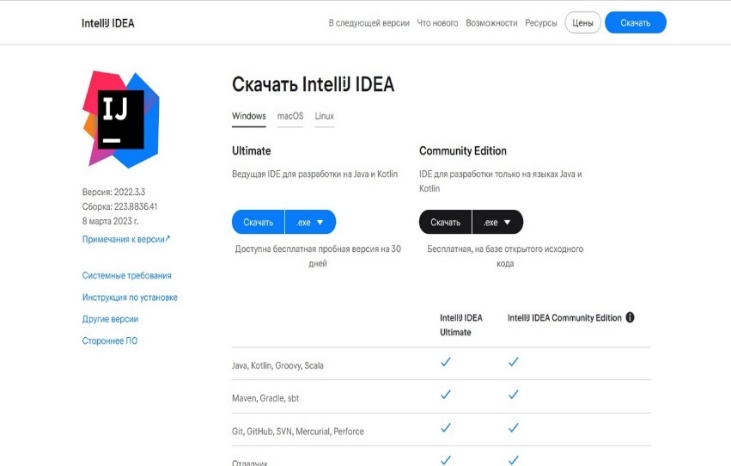 IntelliJ IDEA
В следующей версии Что нового Возможности Ресурсы Цены Скачать
IJ
Версия: 2022.3.3
Сборка: 223.8836.41
8 марта 2023 г.
Примечания к версии↗
Системные требования
Инструкция по установке
Другие версии
Стороннее ПО
Скачать IntelliJ IDEA
Windows macOS Linux
Ultimate
Ведущая IDE для разработки на Java и Kotlin
Скачать .exe
Доступна бесплатная пробная версия на 30
дней
Community Edition
IDE для разработки только на языках Java и
Kotlin
Скачать .exe
Бесплатная, на базе открытого исходного
кода
IntelliJ IDEA
Ultimate
IntelliJ IDEA Community Edition
Java, Kotlin, Groovy, Scala
Maven, Gradle, sbt
Git, GitHub, SVN, Mercurial, Perforce
Отладчик